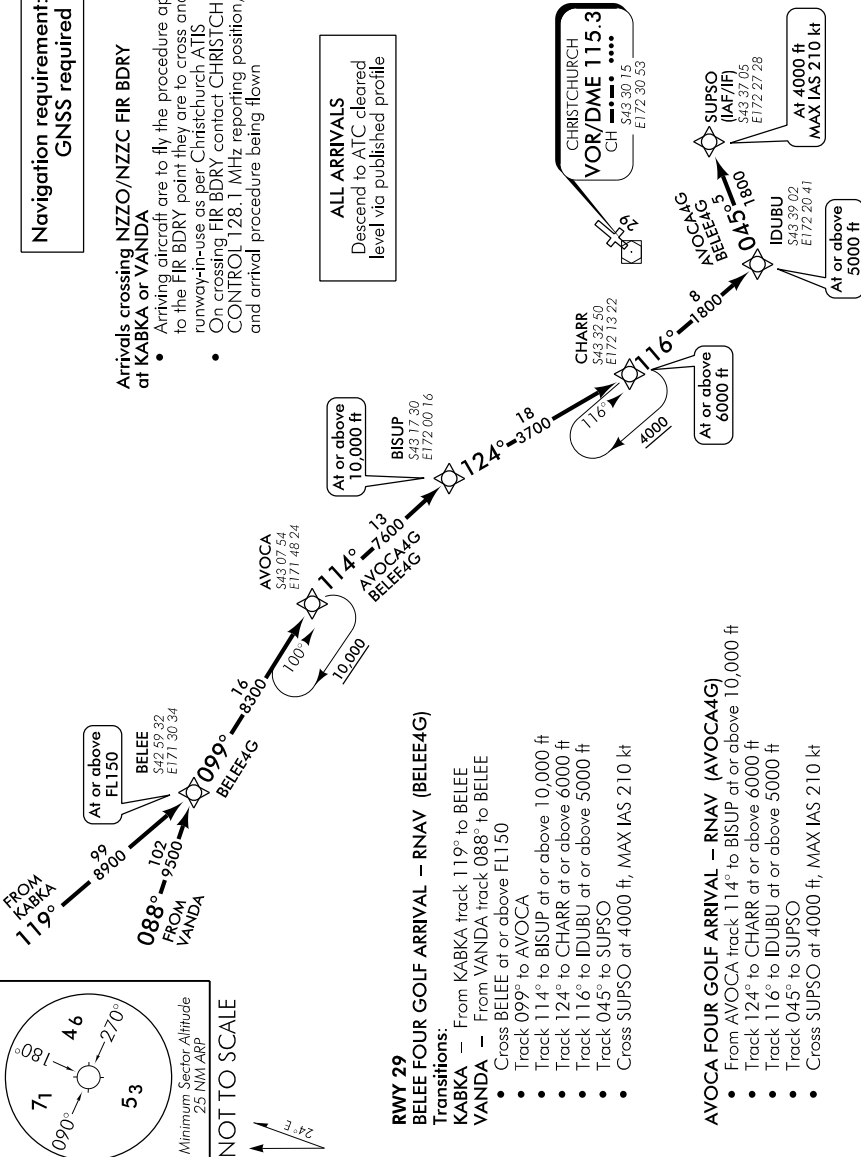 Navigation requirement:
GNSS required
Arrivals crossing NZZO/NZZC FIR BDRY
at KABKA or VANDA
• Arriving aircraft are to fly the procedure ap
to the FIR BDRY point they are to cross and
runway-in-use as per Christchurch ATIS
• On crossing FIR BDRY contact CHRISTCH
CONTROL 128.1 MHz reporting position,
and arrival procedure being flown
ALL ARRIVALS
Descend to ATC cleared
level via published profile
CHRISTCHURCH
VOR/DME 115.3
CH
S43 30 15
E172 30 53
29
FROM
KABKA
119°
99
8900
088°
102
9500
FROM
VANDA
At or above
FL150
BELEE
S42 59 32
E171 30 34
099°
16
8300
BELEE4G
AVOCA
S43 07 54
E171 48 24
100°
10,000
114°
13
7600
AVOCA4G
BELEE4G
At or above
10,000 ft
BISUP
S43 17 30
E172 00 16
124°
18
3700
CHARR
S43 32 50
E172 13 22
116°
4000
At or above
6000 ft
116°
8
1800
IDUBU
S43 39 02
E172 20 41
At or above
5000 ft
AVOCA4G
BELEE4G
045°
5
1800
SUPSO
(IAF/IF)
S43 37 05
E172 27 28
At 4000 ft
MAX IAS 210 kt
180°
090°
270°
71
46
53
Minimum Sector Altitude
25 NM ARP
NOT TO SCALE
24°E
RWY 29
BELEE FOUR GOLF ARRIVAL – RNAV (BELEE4G)
Transitions:
KABKA – From KABKA track 119° to BELEE
VANDA – From VANDA track 088° to BELEE
• Cross BELEE at or above FL150
• Track 099° to AVOCA
• Track 114° to BISUP at or above 10,000 ft
• Track 124° to CHARR at or above 6000 ft
• Track 116° to IDUBU at or above 5000 ft
• Track 045° to SUPSO
• Cross SUPSO at 4000 ft, MAX IAS 210 kt
AVOCA FOUR GOLF ARRIVAL – RNAV (AVOCA4G)
• From AVOCA track 114° to BISUP at or above 10,000 ft
• Track 124° to CHARR at or above 6000 ft
• Track 116° to IDUBU at or above 5000 ft
• Track 045° to SUPSO
• Cross SUPSO at 4000 ft, MAX IAS 210 kt